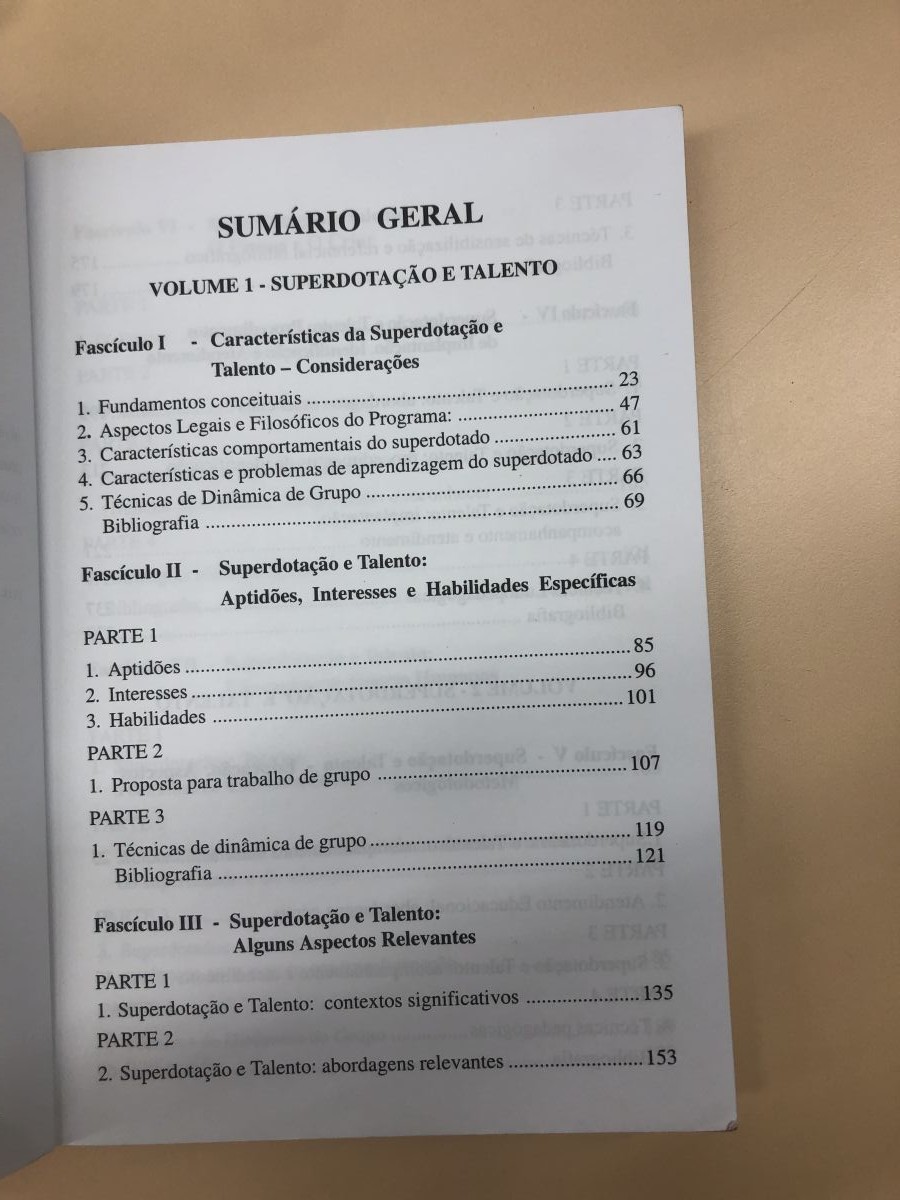 SUMÁRIO GERAL
VOLUME 1 - SUPERDOTAÇÃO E TALENTO
Fascículo I - Características da Superdotação e
Talento – Considerações
1. Fundamentos conceituais ........................................................ 23
2. Aspectos Legais e Filosóficos do Programa: ............................ 47
3. Características comportamentais do superdotado ..................... 61
4. Características e problemas de aprendizagem do superdotado .... 63
5. Técnicas de Dinâmica de Grupo ............................................. 66
Bibliografia ........................................................................... 69
Fascículo II - Superdotação e Talento:
Aptidões, Interesses e Habilidades Específicas
PARTE 1
1. Aptidões ............................................................................... 85
2. Interesses .............................................................................. 96
3. Habilidades ......................................................................... 101
PARTE 2
1. Proposta para trabalho de grupo ............................................ 107
PARTE 3
1. Técnicas de dinâmica de grupo ............................................. 119
Bibliografia ......................................................................... 121
Fascículo III - Superdotação e Talento:
Alguns Aspectos Relevantes
PARTE 1
1. Superdotação e Talento: contextos significativos .................... 135
PARTE 2
2. Superdotação e Talento: abordagens relevantes ....................... 153